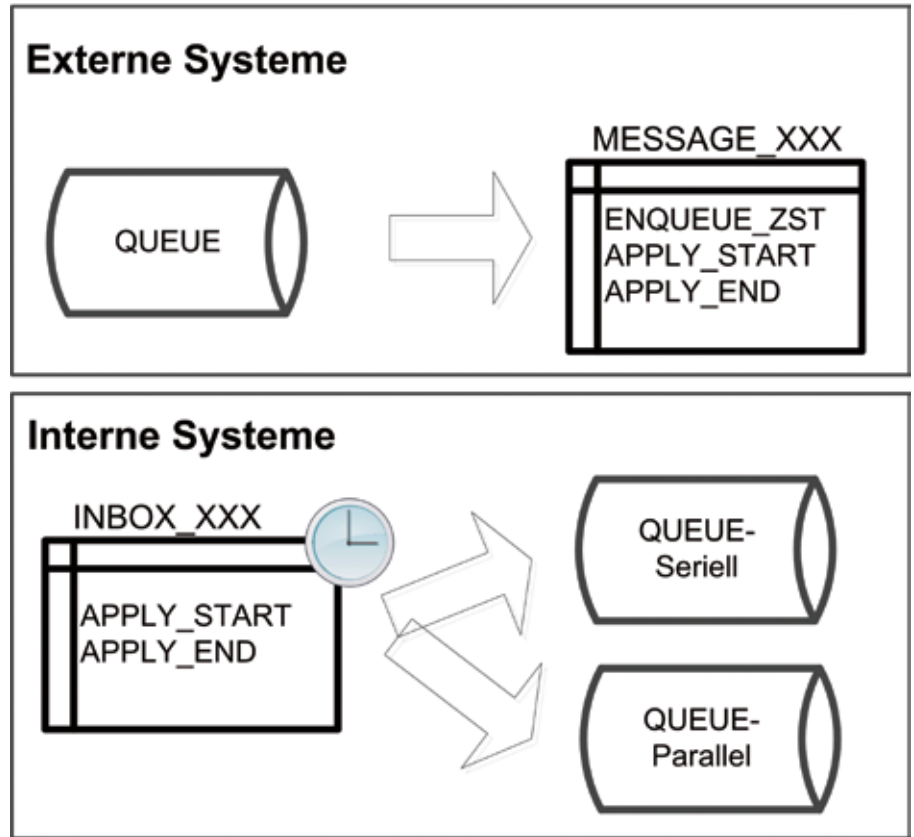 Externe Systeme
QUEUE
MESSAGE_XXX
ENQUEUE_ZST
APPLY_START
APPLY_END
Interne Systeme
INBOX_XXX
APPLY_START
APPLY_END
QUEUE-
Seriell
QUEUE-
Parallel